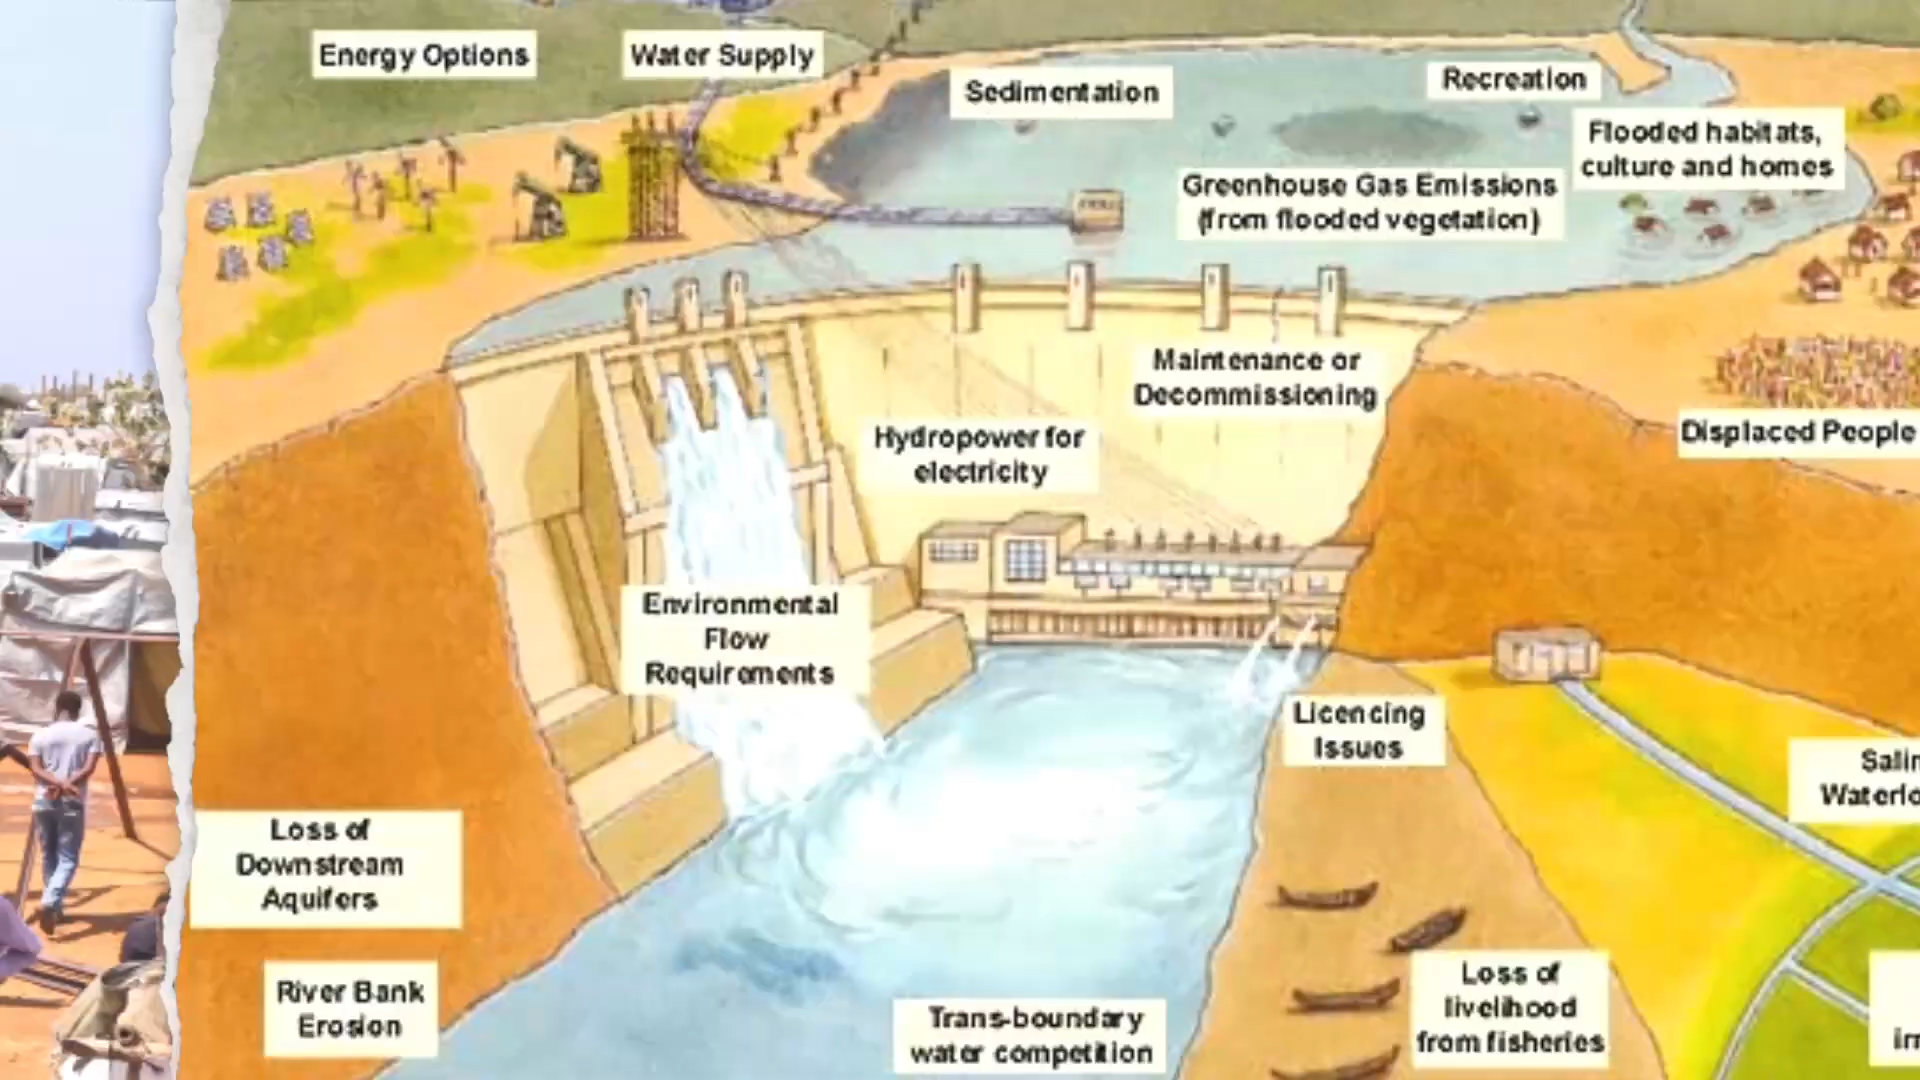 Energy Options
Water Supply
Sedimentation
Recreation
Flooded habitats,
culture and homes
Greenhouse Gas Emissions
(from flooded vegetation)
Maintenance or
Decommissioning
Hydropower for
electricity
Displaced People
Environmental
Flow
Requirements
Licencing
Issues
Loss of
Downstream
Aquifers
River Bank
Erosion
Trans-boundary
water competition
Loss of
livelihood
from fisheries